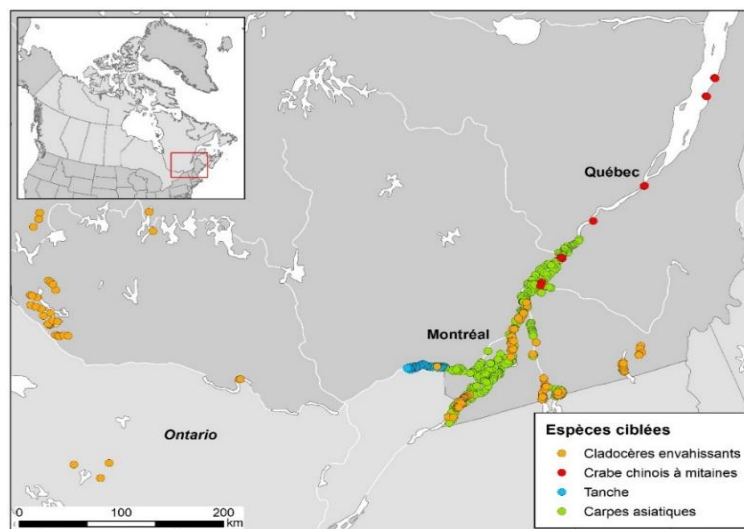 Québec
Montréal
Ontario
Espèces ciblées
Cladocères envahissants
Crabe chinois à mitaines
Tanche
Carpes asiatiques
0 100 200
km